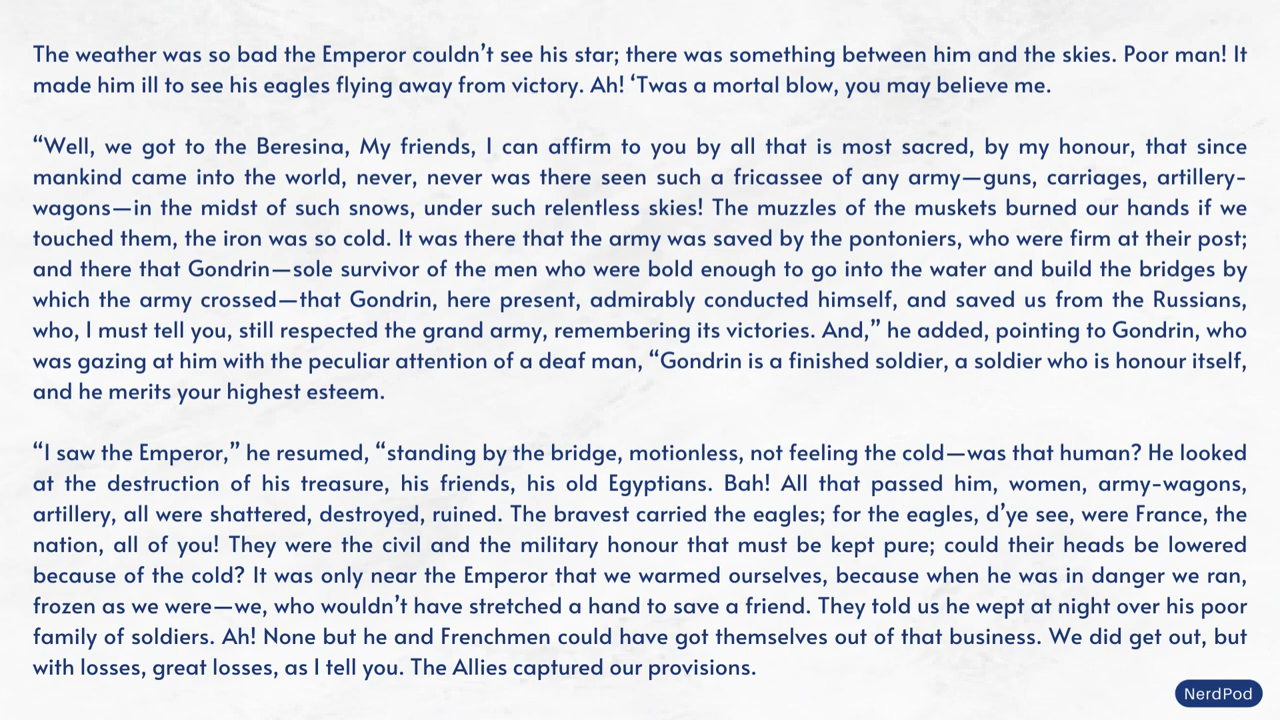 The weather was so bad the Emperor couldn’t see his star; there was something between him and the skies. Poor man! It
made him ill to see his eagles flying away from victory. Ah! ‘Twas a mortal blow, you may believe me.
“Well, we got to the Beresina, My friends, I can affirm to you by all that is most sacred, by my honour, that since
mankind came into the world, never, never was there seen such a fricassee of any army—guns, carriages, artillery-
wagons—in the midst of such snows, under such relentless skies! The muzzles of the muskets burned our hands if we
touched them, the iron was so cold. It was there that the army was saved by the pontoniers, who were firm at their post;
and there that Gondrin—sole survivor of the men who were bold enough to go into the water and build the bridges by
which the army crossed—that Gondrin, here present, admirably conducted himself, and saved us from the Russians,
who, I must tell you, still respected the grand army, remembering its victories. And,” he added, pointing to Gondrin, who
was gazing at him with the peculiar attention of a deaf man, “Gondrin is a finished soldier, a soldier who is honour itself,
and he merits your highest esteem.
“I saw the Emperor,” he resumed, “standing by the bridge, motionless, not feeling the cold—was that human? He looked
at the destruction of his treasure, his friends, his old Egyptians. Bah! All that passed him, women, army-wagons,
artillery, all were shattered, destroyed, ruined. The bravest carried the eagles; for the eagles, d’ye see, were France, the
nation, all of you! They were the civil and the military honour that must be kept pure; could their heads be lowered
because of the cold? It was only near the Emperor that we warmed ourselves, because when he was in danger we ran,
frozen as we were—we, who wouldn’t have stretched a hand to save a friend. They told us he wept at night over his poor
family of soldiers. Ah! None but he and Frenchmen could have got themselves out of that business. We did get out, but
with losses, great losses, as I tell you. The Allies captured our provisions.
NerdPod